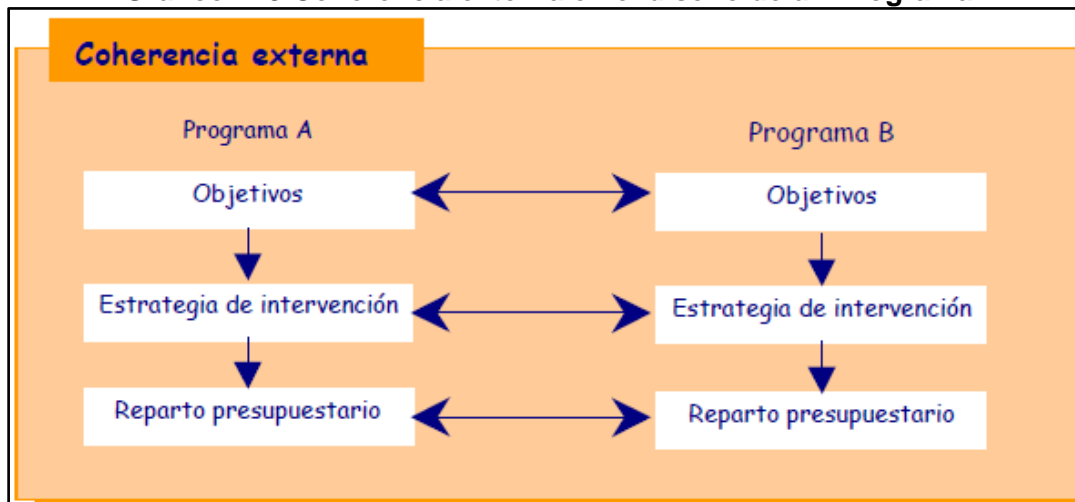 Coherencia externa
Programa A
Programa B
Objetivos
Objetivos
Estrategia de intervención
Estrategia de intervención
Reparto presupuestario
Reparto presupuestario